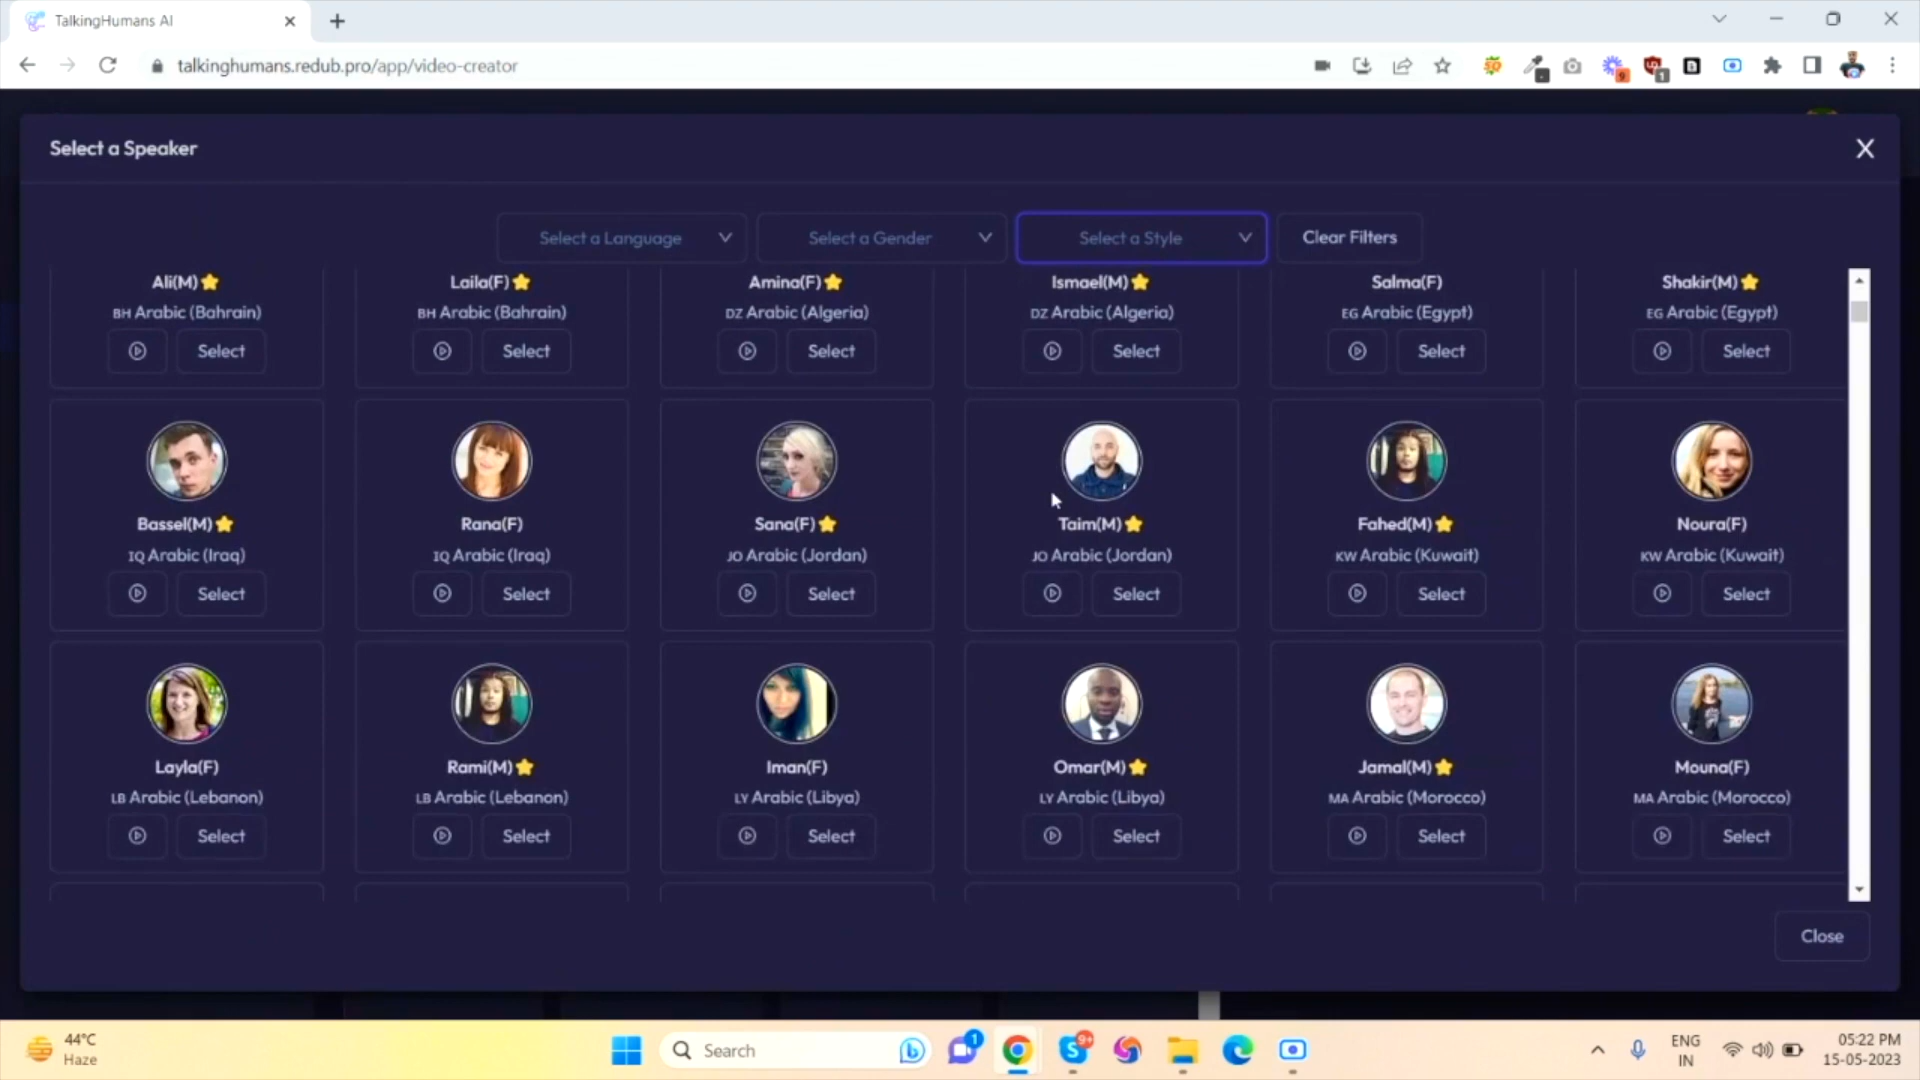 TalkingHumans AI
talkinghumans.redub.pro/app/video-creator
9
1
Select a Speaker
X
Select a Language
Select a Gender
Select a Style
Clear Filters
Ali(M)
Laila(F)
Amina(F)
Ismael(M)
Salma(F)
Shakir(M)
BH Arabic (Bahrain)
BH Arabic (Bahrain)
DZ Arabic (Algeria)
DZ Arabic (Algeria)
EG Arabic (Egypt)
EG Arabic (Egypt)
Select
Select
Select
Select
Select
Select
Bassel(M)
Rana(F)
Sana(F)
Taim(M)
Fahed(M)
Noura(F)
IQ Arabic (Iraq)
IQ Arabic (Iraq)
JO Arabic (Jordan)
JO Arabic (Jordan)
KW Arabic (Kuwait)
KW Arabic (Kuwait)
Select
Select
Select
Select
Select
Select
Layla(F)
Rami(M)
Iman(F)
Omar(M)
Jamal(M)
Mouna(F)
LB Arabic (Lebanon)
LB Arabic (Lebanon)
LY Arabic (Libya)
LY Arabic (Libya)
MA Arabic (Morocco)
MA Arabic (Morocco)
Select
Select
Select
Select
Select
Select
Close
44°C
Haze
Search
1
9+
ENG
IN
05:22 PM
15-05-2023